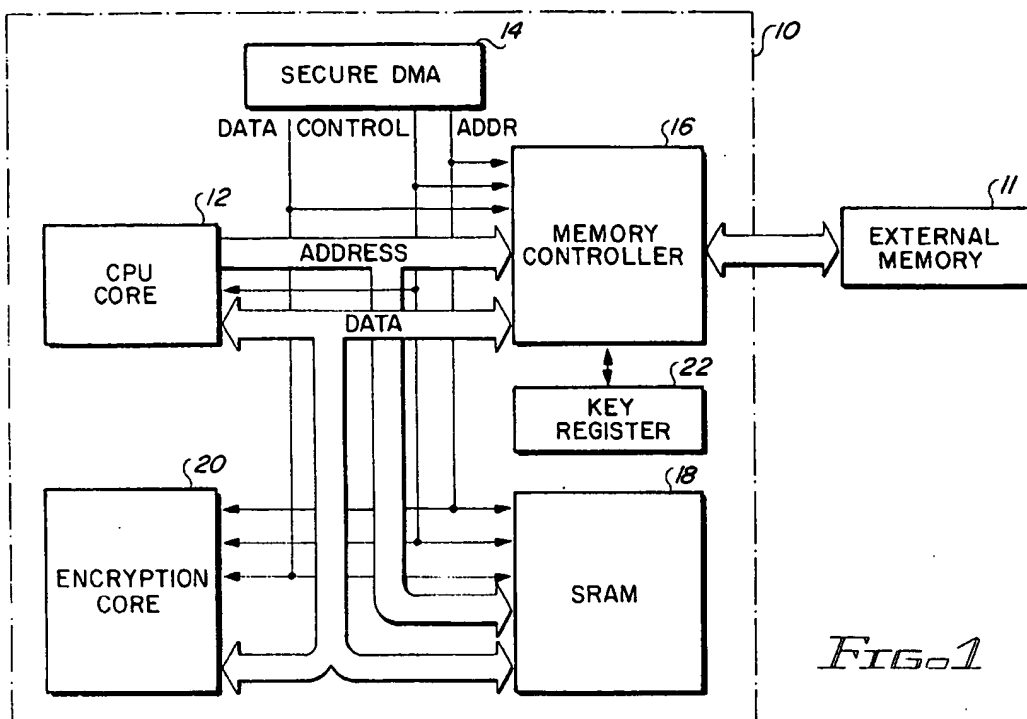 14
10
SECURE DMA
DATA CONTROL ADDR
16
12
11
CPU
CORE
ADDRESS
MEMORY
CONTROLLER
EXTERNAL
MEMORY
DATA
22
KEY
REGISTER
20
18
ENCRYPTION
CORE
SRAM
FIG. 1